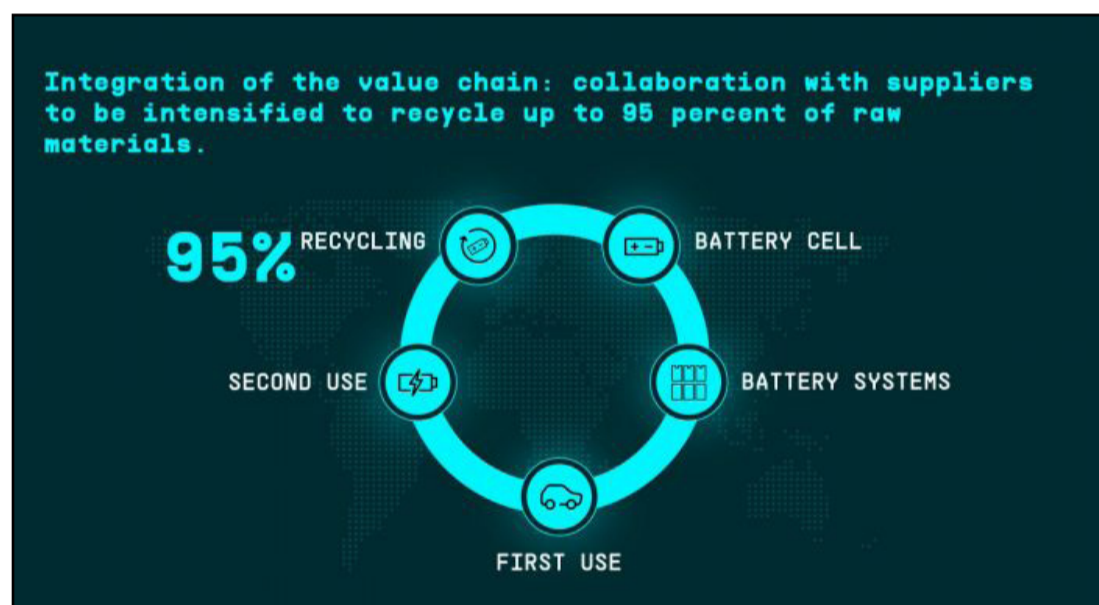 Integration of the value chain: collaboration with suppliers
to be intensified to recycle up to 95 percent of raw
materials.
95% RECYCLING
BATTERY CELL
SECOND USE
BATTERY SYSTEMS
FIRST USE